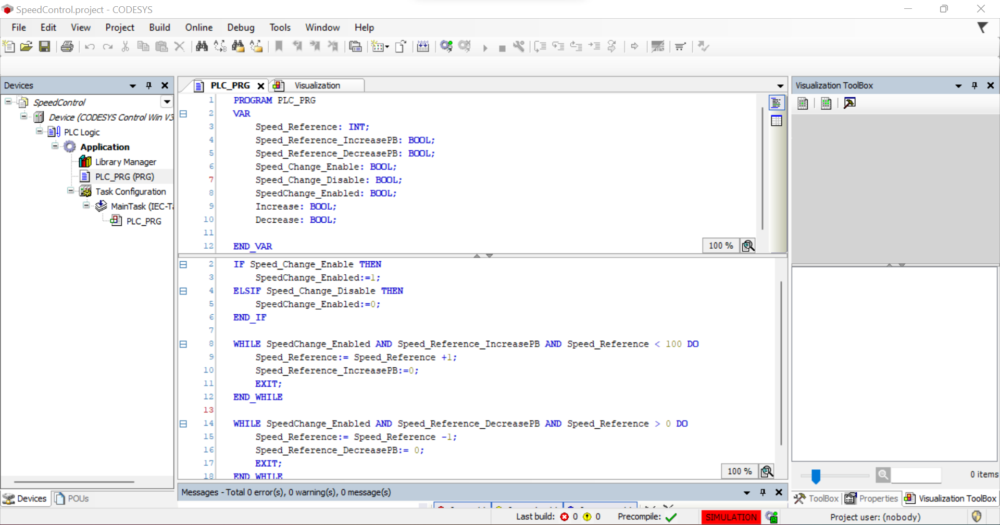 SpeedControl.project - CODESYS
File Edit View Project Build Online Debug Tools Window Help
Devices
SpeedControl
Device (CODESYS Control Win V3
PLC Logic
Application
Library Manager
PLC_PRG (PRG)
Task Configuration
MainTask (IEC-Ta
PLC_PRG
Devices POUs
PLC_PRG Visualization
1 PROGRAM PLC_PRG
2 VAR
3 Speed_Reference: INT;
4 Speed_Reference_IncreasePB: BOOL;
5 Speed_Reference_DecreasePB: BOOL;
6 Speed_Change_Enable: BOOL;
7 Speed_Change_Disable: BOOL;
8 SpeedChange_Enabled: BOOL;
9 Increase: BOOL;
10 Decrease: BOOL;
11
12 END_VAR
100 %
2 IF Speed_Change_Enable THEN
3 SpeedChange_Enabled:=1;
4 ELSIF Speed_Change_Disable THEN
5 SpeedChange_Enabled:=0;
6 END_IF
7
8 WHILE SpeedChange_Enabled AND Speed_Reference_IncreasePB AND Speed_Reference < 100 DO
9 Speed_Reference:= Speed_Reference +1;
10 Speed_Reference_IncreasePB:=0;
11 EXIT;
12 END_WHILE
13
14 WHILE SpeedChange_Enabled AND Speed_Reference_DecreasePB AND Speed_Reference > 0 DO
15 Speed_Reference:= Speed_Reference -1;
16 Speed_Reference_DecreasePB:= 0;
17 EXIT;
18 END_WHILE
100 %
Messages - Total 0 error(s), 0 warning(s), 0 message(s)
Visualization ToolBox
0 items
ToolBox Properties Visualization ToolBox
Last build: 0 0 Precompile: SIMULATION Project user: (nobody)